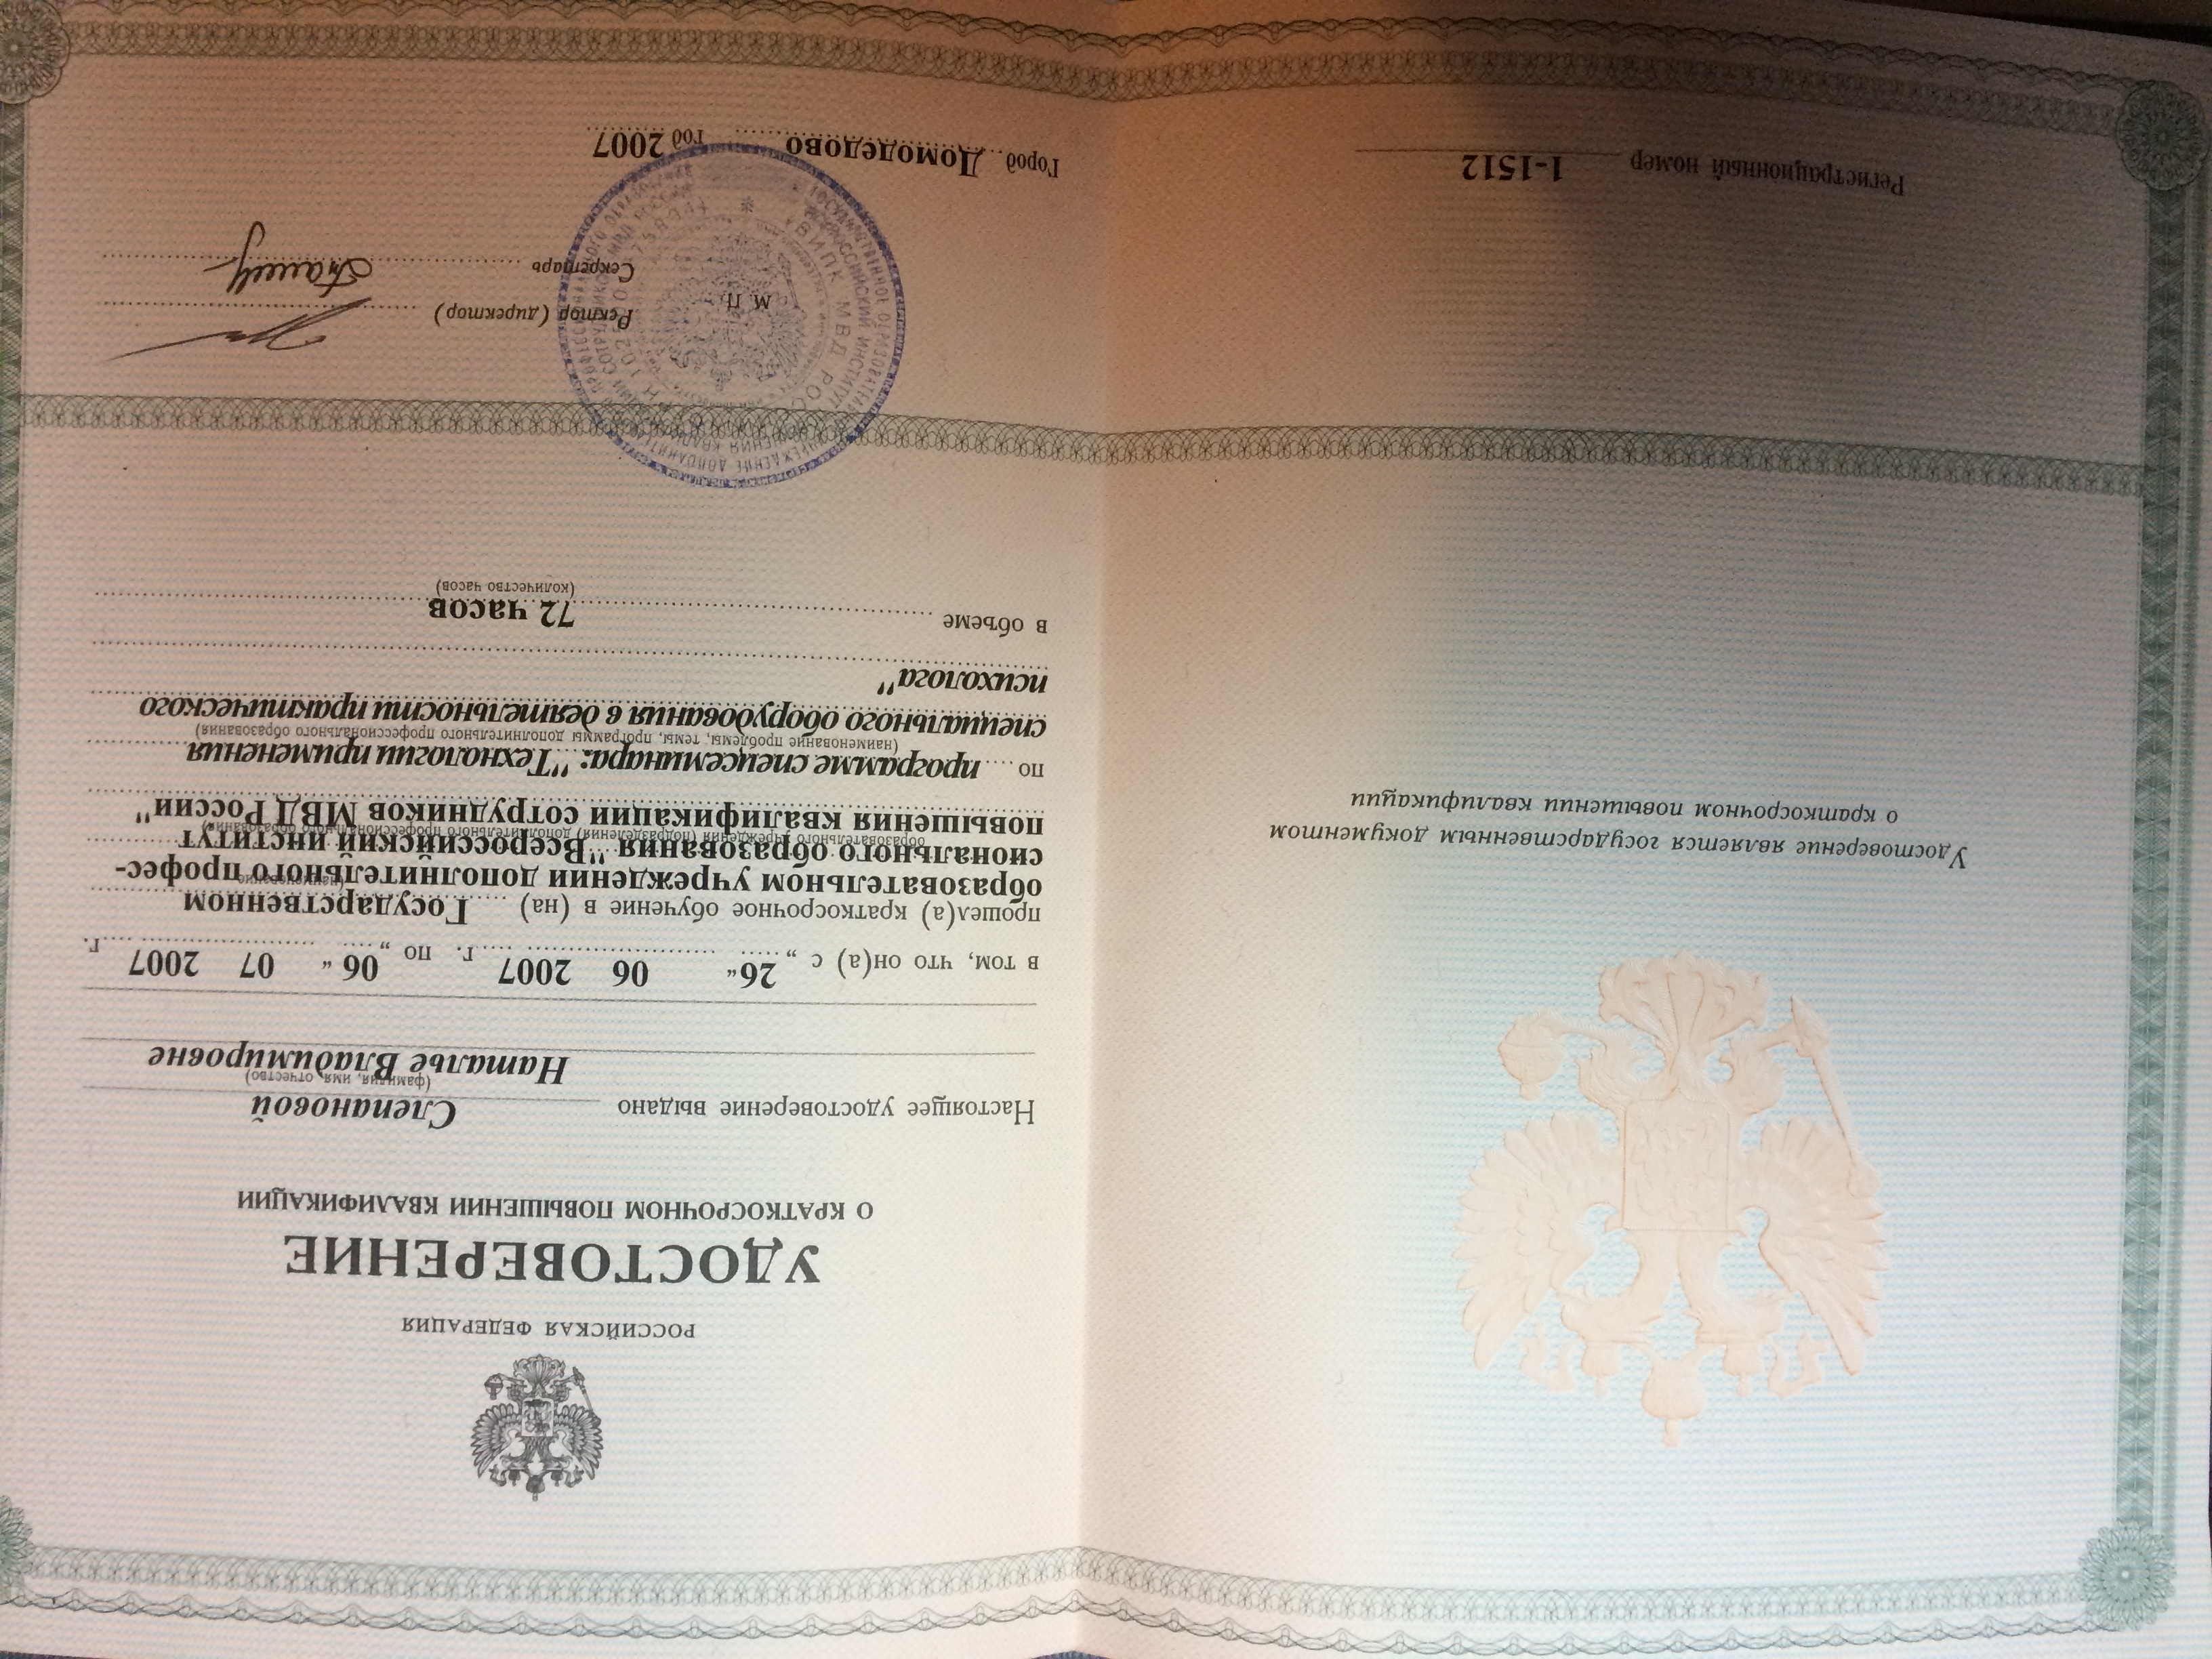 Удостоверение является государственным документом
о краткосрочном повышении квалификации
Регистрационный номер 1-1512
РОССИЙСКАЯ ФЕДЕРАЦИЯ
УДОСТОВЕРЕНИЕ
О КРАТКОСРОЧНОМ ПОВЫШЕНИИ КВАЛИФИКАЦИИ
Настоящее удостоверение выдано Слепановой
(фамилия, имя, отчество)
Наталье Владимировне
в том, что он(а) с „26“ 06 2007 г. по „06“ 07 2007 г.
прошел(а) краткосрочное обучение в (на) Государственном
(наименование
образовательном учреждении дополнительного профес-
сионального образования "Всероссийский институт
образовательного учреждения (подразделения) дополнительного профессионального образования)
повышения квалификации сотрудников МВД России"
по программе спецсеминара: "Технологии применения
(наименование проблемы, темы, программы дополнительного профессионального образования)
специального оборудования в деятельности практического
психолога"
в объеме 72 часов
(количество часов)
М. П.
Ректор (директор)
Секретарь
Город Домодедово год 2007